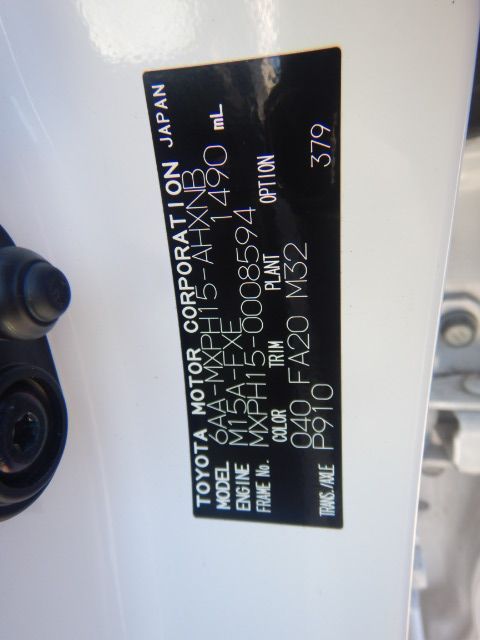 TOYOTA MOTOR CORPORATION JAPAN
MODEL 6AA-MXPH15-AHXNB
ENGINE M15A-FXE 1490 mL
FRAME No. MXPH15-0008594
COLOR TRIM PLANT OPTION
040 FA20 M32
TRANS./AXLE P910 379